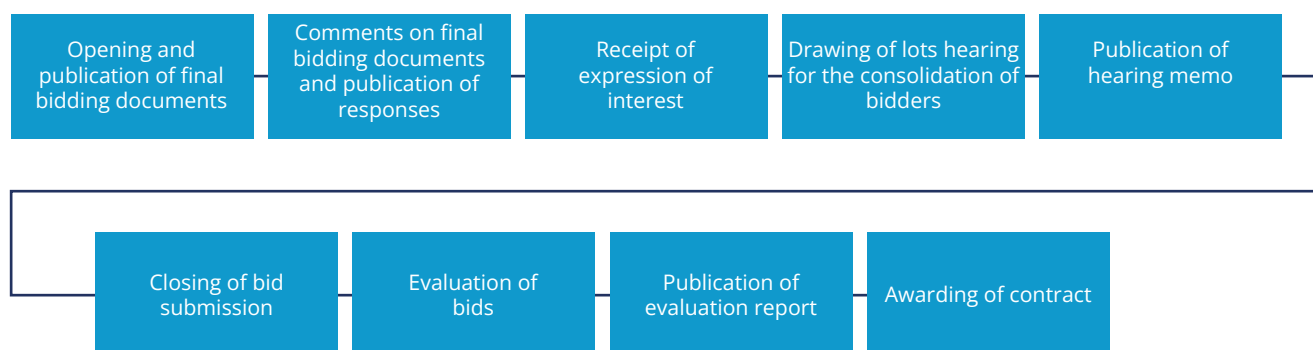 Opening and
publication of final
bidding documents
Comments on final
bidding documents
and publication of
responses
Receipt of
expression of
interest
Drawing of lots hearing
for the consolidation of
bidders
Publication of
hearing memo
Closing of bid
submission
Evaluation of
bids
Publication of
evaluation report
Awarding of contract